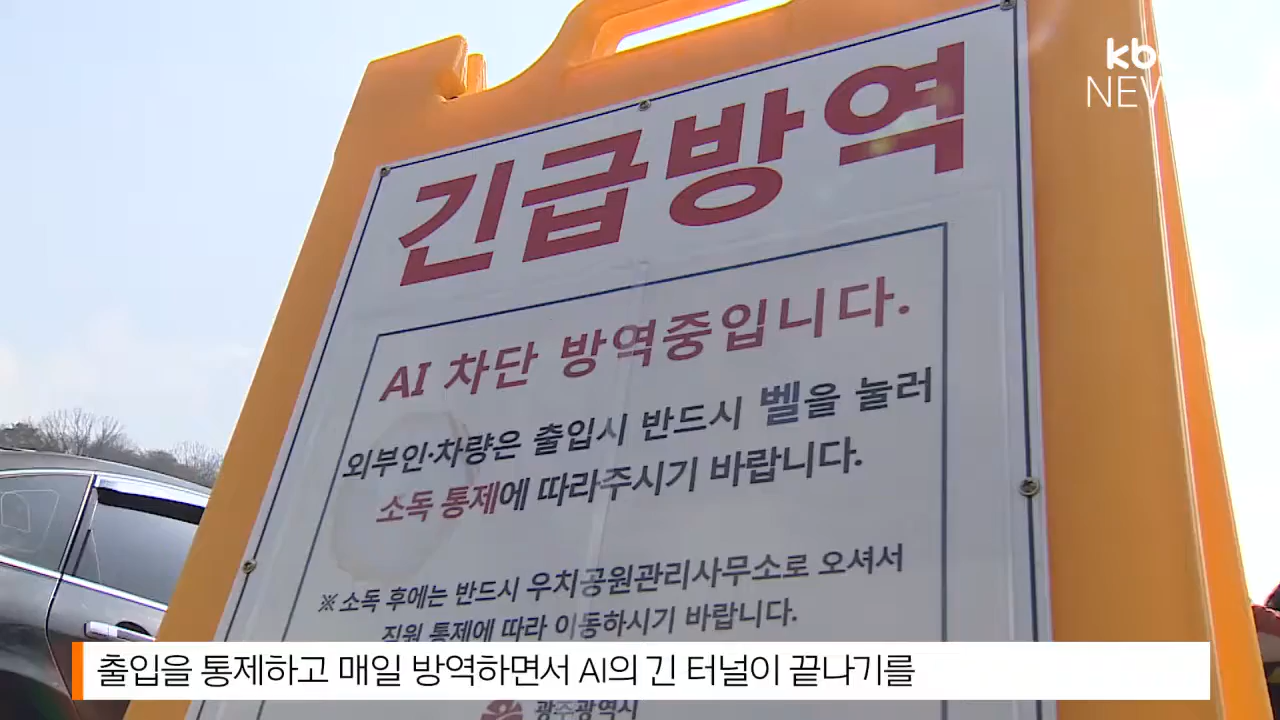 kb
NEW
긴급방역
AI 차단 방역중입니다.
외부인·차량은 출입시 반드시 벨을 눌러
소독 통제에 따라주시기 바랍니다.
※ 소독 후에는 반드시 우치공원관리사무소로 오셔서
직원 통제에 따라 이동하시기 바랍니다.
출입을 통제하고 매일 방역하면서 AI의 긴 터널이 끝나기를
광주광역시